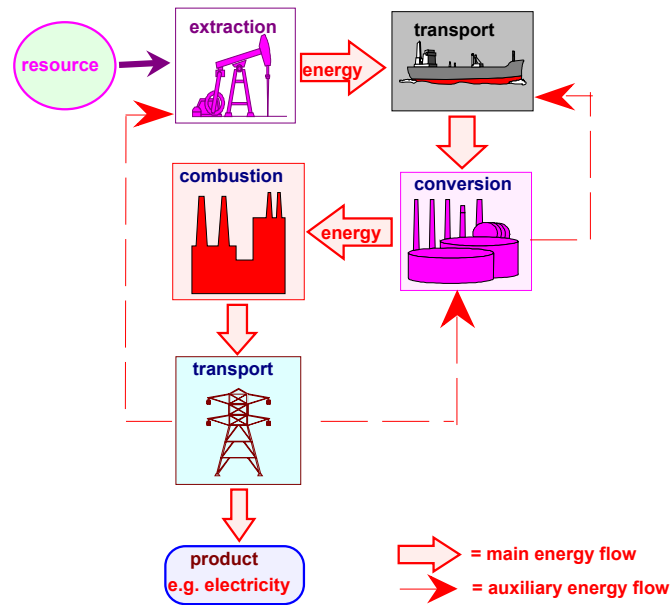 extraction
resource
energy
transport
combustion
conversion
energy
transport
product
e.g. electricity
= main energy flow
= auxiliary energy flow